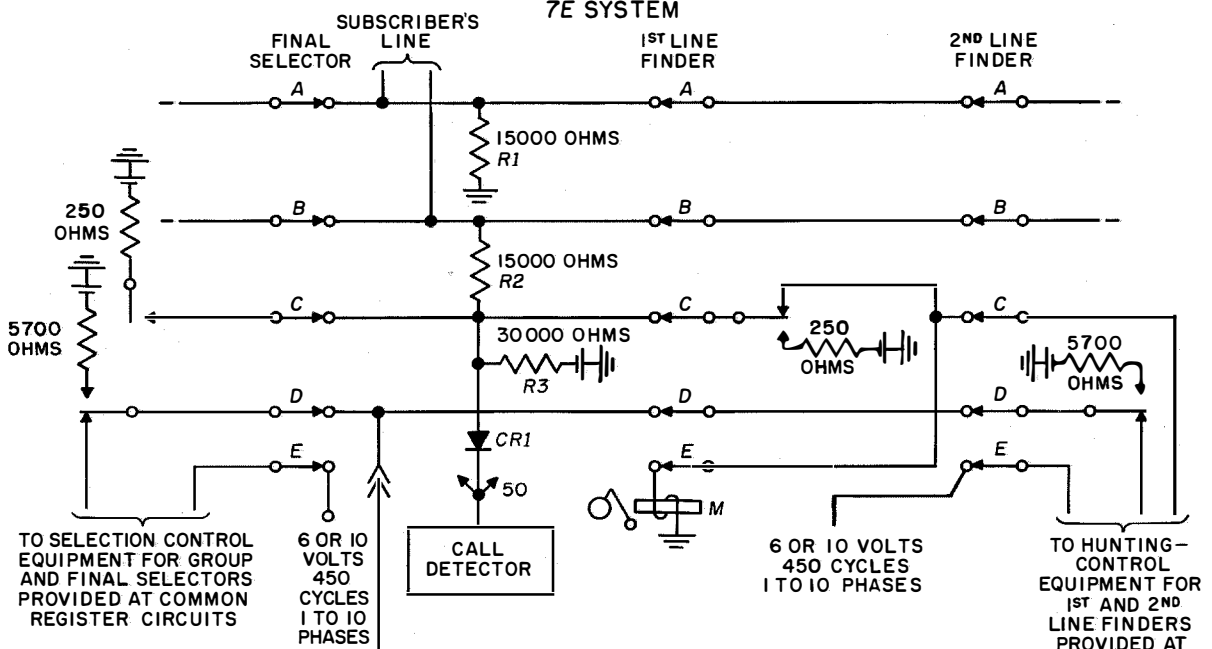 7E SYSTEM
SUBSCRIBER'S
LINE
FINAL
SELECTOR
1ST LINE
FINDER
2ND LINE
FINDER
A
A
A
15000 OHMS
R1
250
OHMS
B
B
B
15000 OHMS
R2
5700
OHMS
C
C
C
30000 OHMS
R3
250
OHMS
5700
OHMS
D
D
D
CR1
E
E
E
50
M
CALL
DETECTOR
TO SELECTION CONTROL
EQUIPMENT FOR GROUP
AND FINAL SELECTORS
PROVIDED AT COMMON
REGISTER CIRCUITS
6 OR 10
VOLTS
450
CYCLES
1 TO 10
PHASES
6 OR 10 VOLTS
450 CYCLES
1 TO 10 PHASES
TO HUNTING-
CONTROL
EQUIPMENT FOR
1ST AND 2ND
LINE FINDERS
PROVIDED AT